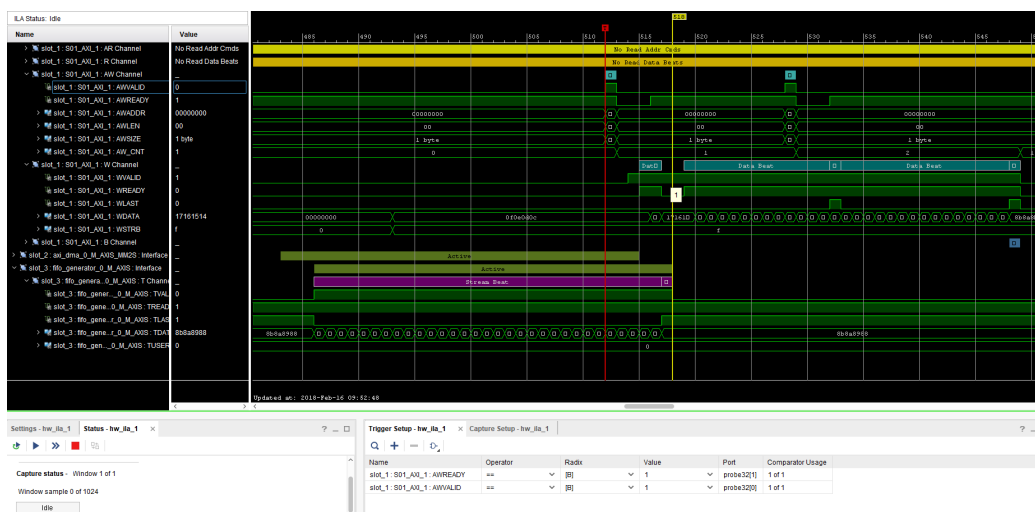 ILA Status: Idle
Name Value
518
T
485 490 495 500 505 510 515 520 525 530 535 540 545
slot_1 : S01_AXI_1 : AR Channel No Read Addr Cmds No Read Addr Cmds
slot_1 : S01_AXI_1 : R Channel No Read Data Beats No Read Data Beats
slot_1 : S01_AXI_1 : AW Channel _
slot_1 : S01_AXI_1 : AWVALID 0
slot_1 : S01_AXI_1 : AWREADY 1
slot_1 : S01_AXI_1 : AWADDR 00000000 00000000 00000000 00000000
slot_1 : S01_AXI_1 : AWLEN 00 00 00 00
slot_1 : S01_AXI_1 : AWSIZE 1 byte 1 byte 1 byte 1 byte
slot_1 : S01_AXI_1 : AW_CNT 1 0 1 2 1
slot_1 : S01_AXI_1 : W Channel _ Data Beat Data Beat
slot_1 : S01_AXI_1 : WVALID 1
slot_1 : S01_AXI_1 : WREADY 0 1
slot_1 : S01_AXI_1 : WLAST 0
slot_1 : S01_AXI_1 : WDATA 17161514 00000000 0f0e0d0c
slot_1 : S01_AXI_1 : WSTRB f 0 f
slot_1 : S01_AXI_1 : B Channel _
slot_2 : axi_dma_0_M_AXIS_MM2S : Interface _ Active
slot_3 : fifo_generator_0_M_AXIS : Interface _ Active
slot_3 : fifo_genera...0_M_AXIS : T Channe _ Stream Beat
slot_3 : fifo_gener..._0_M_AXIS : TVAL 0
slot_3 : fifo_gene...0_M_AXIS : TREAD 1
slot_3 : fifo_gene...r_0_M_AXIS : TLAS 1
slot_3 : fifo_gene...r_0_M_AXIS : TDAT 8b8a8988 8b8a8988 8b8a8988
slot_3 : fifo_gen..._0_M_AXIS : TUSER 0 0
Updated at: 2018-Feb-16 09:52:48
Settings - hw_ila_1 Status - hw_ila_1 × ? _ □
Trigger Setup - hw_ila_1 × Capture Setup - hw_ila_1 ? _
Name Operator Radix Value Port Comparator Usage
Capture status - Window 1 of 1
slot_1 : S01_AXI_1 : AWREADY == [B] 1 probe32[1] 1 of 1
slot_1 : S01_AXI_1 : AWVALID == [B] 1 probe32[0] 1 of 1
Window sample 0 of 1024
Idle